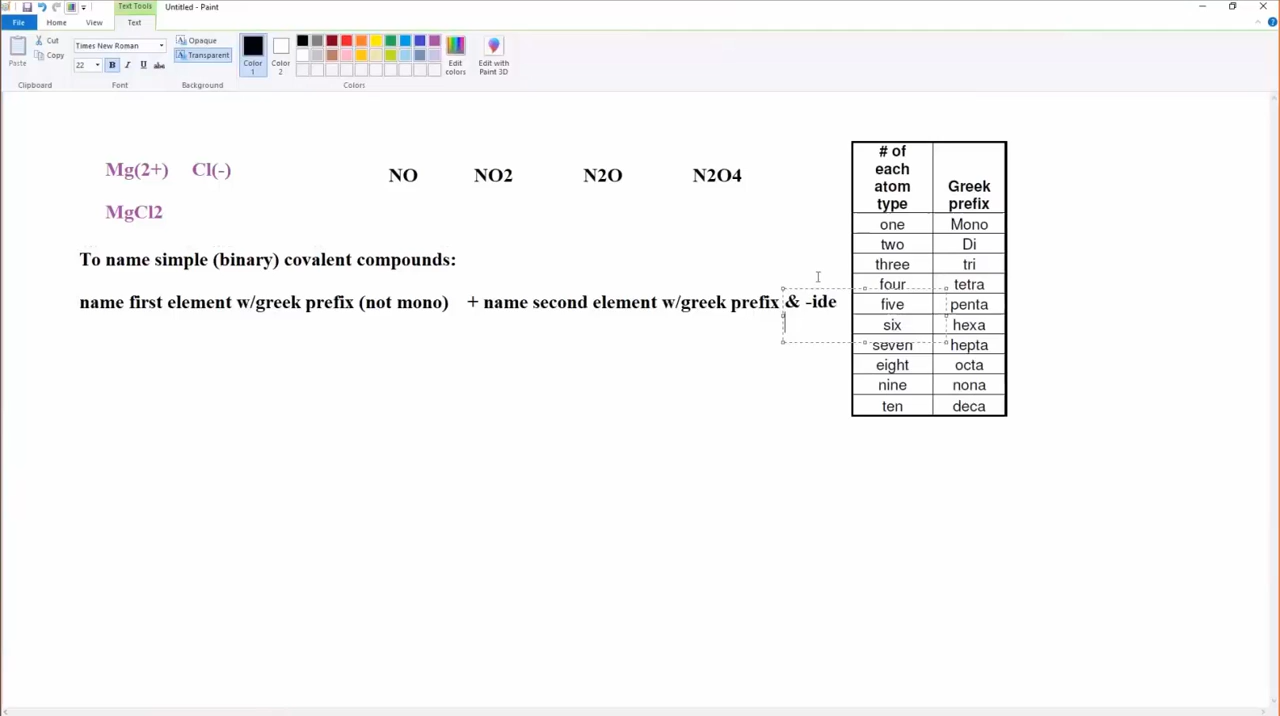 Text Tools
Untitled - Paint
File
Home
View
Text
Paste
Cut
Copy
Clipboard
Times New Roman
22
B
I
U
abc
Font
Opaque
Transparent
Background
Color 1
Color 2
Edit colors
Edit with Paint 3D
Colors
Mg(2+) Cl(-)
MgCl2
NO NO2 N2O N2O4
To name simple (binary) covalent compounds:
name first element w/greek prefix (not mono) + name second element w/greek prefix & -ide
# of each atom type
Greek prefix
one Mono
two Di
three tri
four tetra
five penta
six hexa
seven hepta
eight octa
nine nona
ten deca